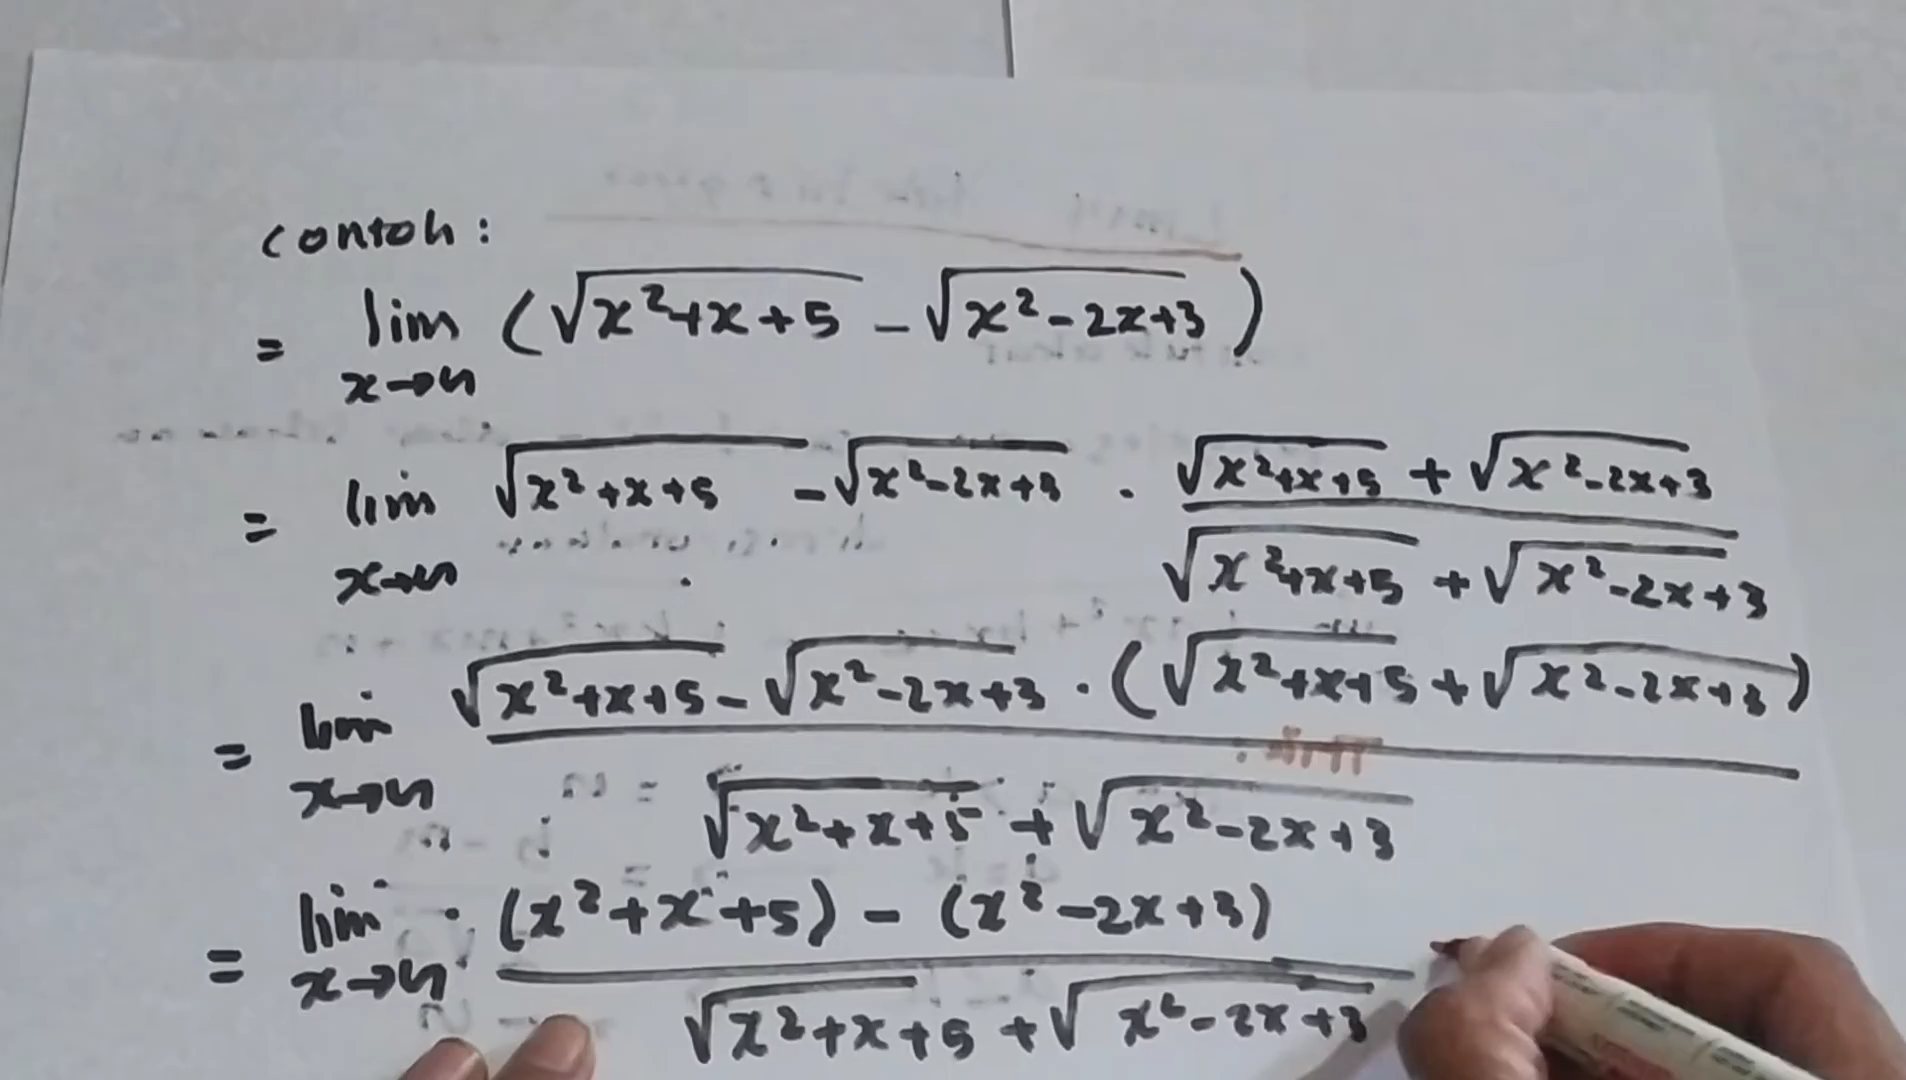 contoh:
= lim x→∞ (√(x²+x+5) - √(x²-2x+3))
= lim x→∞ √(x²+x+5) - √(x²-2x+3) · (√(x²+x+5) + √(x²-2x+3)) / (√(x²+x+5) + √(x²-2x+3))
= lim x→∞ √(x²+x+5) - √(x²-2x+3) · (√(x²+x+5) + √(x²-2x+3)) / (√(x²+x+5) + √(x²-2x+3))
= lim x→∞ ((x²+x+5) - (x²-2x+3)) / (√(x²+x+5) + √(x²-2x+3))